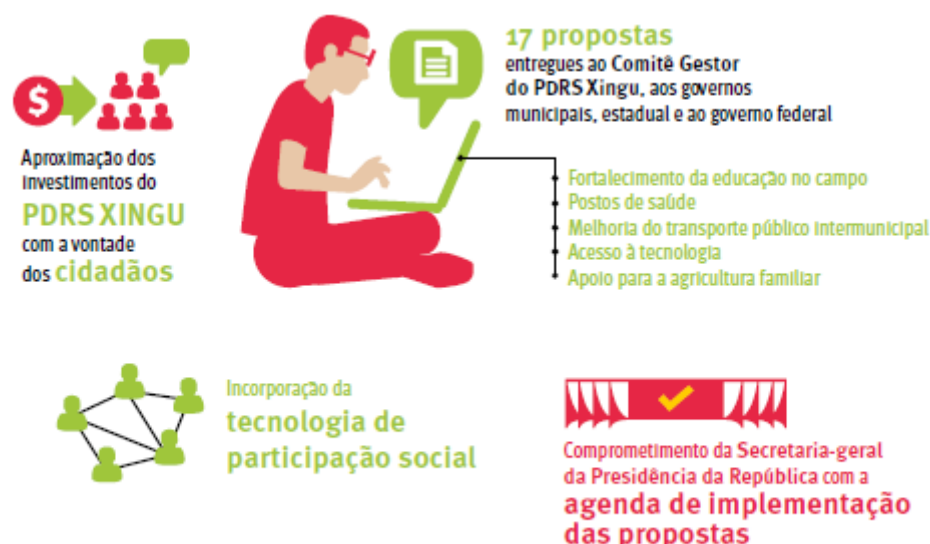 Aproximação dos
investimentos do
PDRS XINGU
com a vontade
dos cidadãos
17 propostas
entregues ao Comitê Gestor
do PDRS Xingu, aos governos
municipais, estadual e ao governo federal
Fortalecimento da educação no campo
Postos de saúde
Melhoria do transporte público intermunicipal
Acesso à tecnologia
Apoio para a agricultura familiar
Incorporação da
tecnologia de
participação social
Comprometimento da Secretaria-geral
da Presidência da República com a
agenda de implementação
das propostas